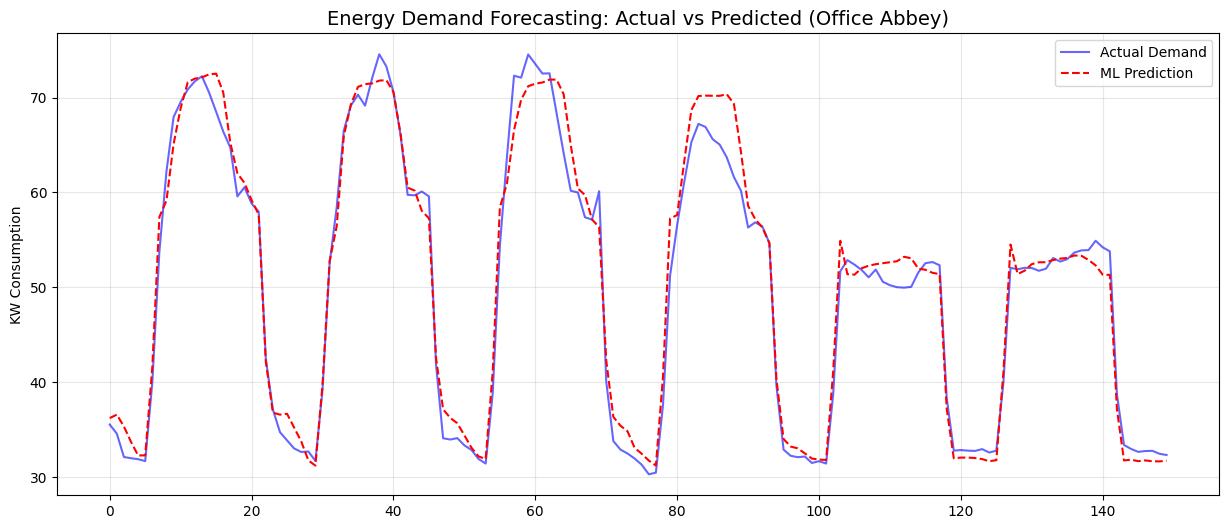 Energy Demand Forecasting: Actual vs Predicted (Office Abbey)
Actual Demand
ML Prediction
KW Consumption
70
60
50
40
30
0 20 40 60 80 100 120 140